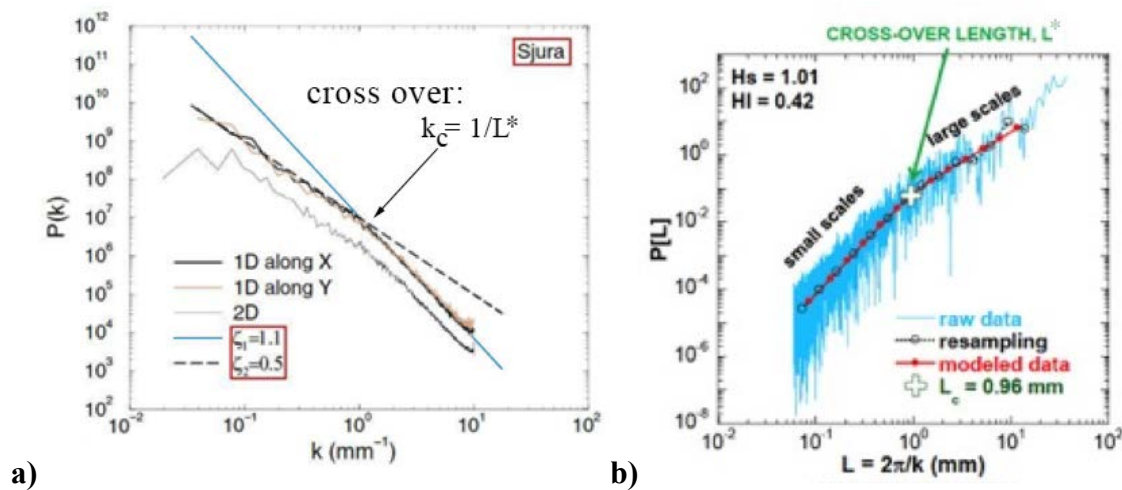 10^12
10^11
10^10
10^9
10^8
10^7
10^6
10^5
10^4
10^3
10^2
P(k)
Sjura
cross over:
k_c = 1/L*
1D along X
1D along Y
2D
ζ₁=1.1
ζ₂=0.5
10^-2
10^-1
10^0
10^1
10^2
k (mm⁻¹)
a)
CROSS-OVER LENGTH, L*
Hs = 1.01
Hl = 0.42
10^2
10^0
10^-2
10^-4
10^-6
10^-8
P[L]
small scales
large scales
raw data
resampling
modeled data
L_c = 0.96 mm
10^-2
10^-1
10^0
10^1
10^2
L = 2π/k (mm)
b)